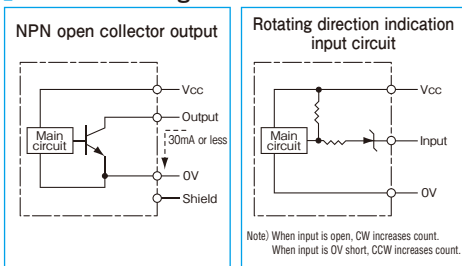 NPN open collector output
Vcc
Output
Main
circuit
30mA or less
0V
Shield
Rotating direction indication
input circuit
Vcc
Main
circuit
Input
0V
Note) When input is open, CW increases count.
When input is 0V short, CCW increases count.